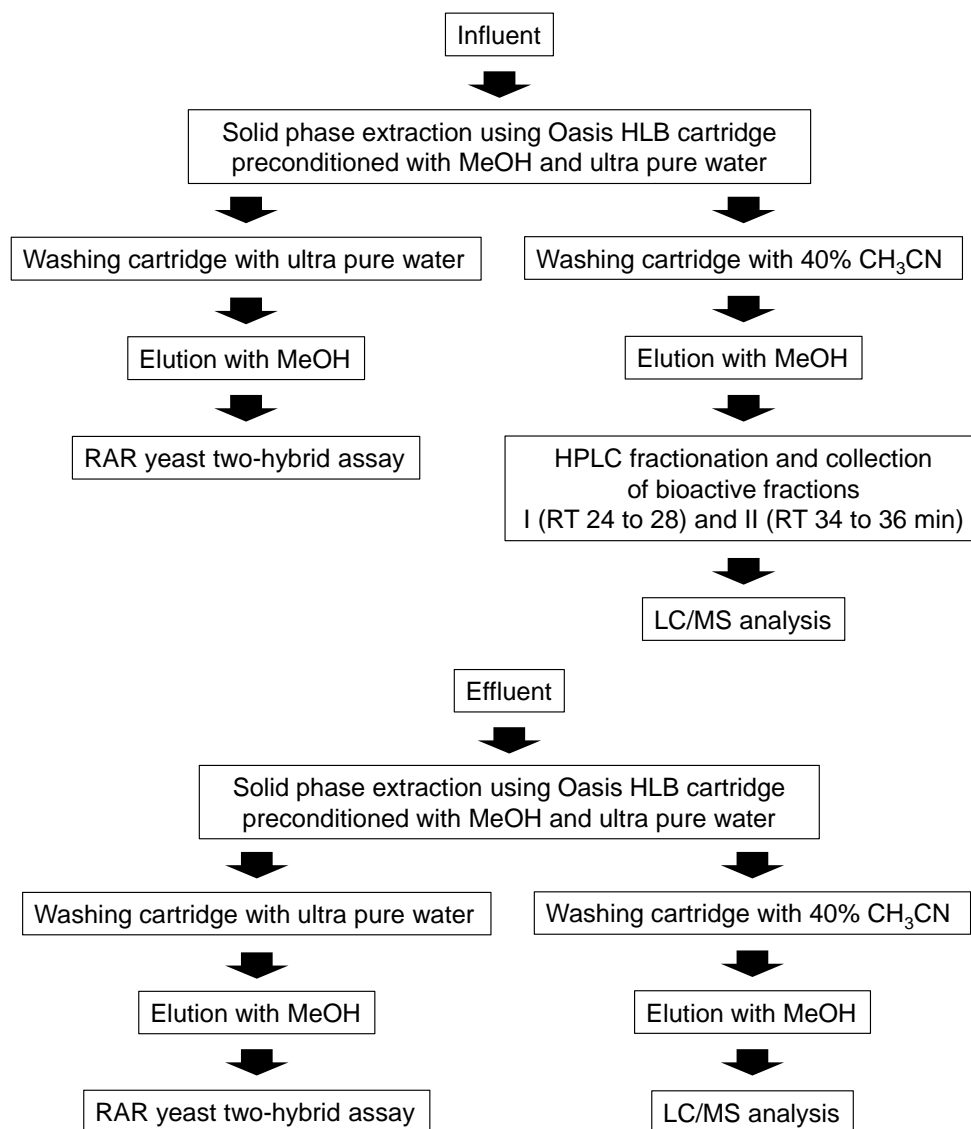 Influent
Solid phase extraction using Oasis HLB cartridge
preconditioned with MeOH and ultra pure water
Washing cartridge with ultra pure water
Washing cartridge with 40% CH₃CN
Elution with MeOH
Elution with MeOH
RAR yeast two-hybrid assay
HPLC fractionation and collection
of bioactive fractions
I (RT 24 to 28) and II (RT 34 to 36 min)
LC/MS analysis
Effluent
Solid phase extraction using Oasis HLB cartridge
preconditioned with MeOH and ultra pure water
Washing cartridge with ultra pure water
Washing cartridge with 40% CH₃CN
Elution with MeOH
Elution with MeOH
RAR yeast two-hybrid assay
LC/MS analysis